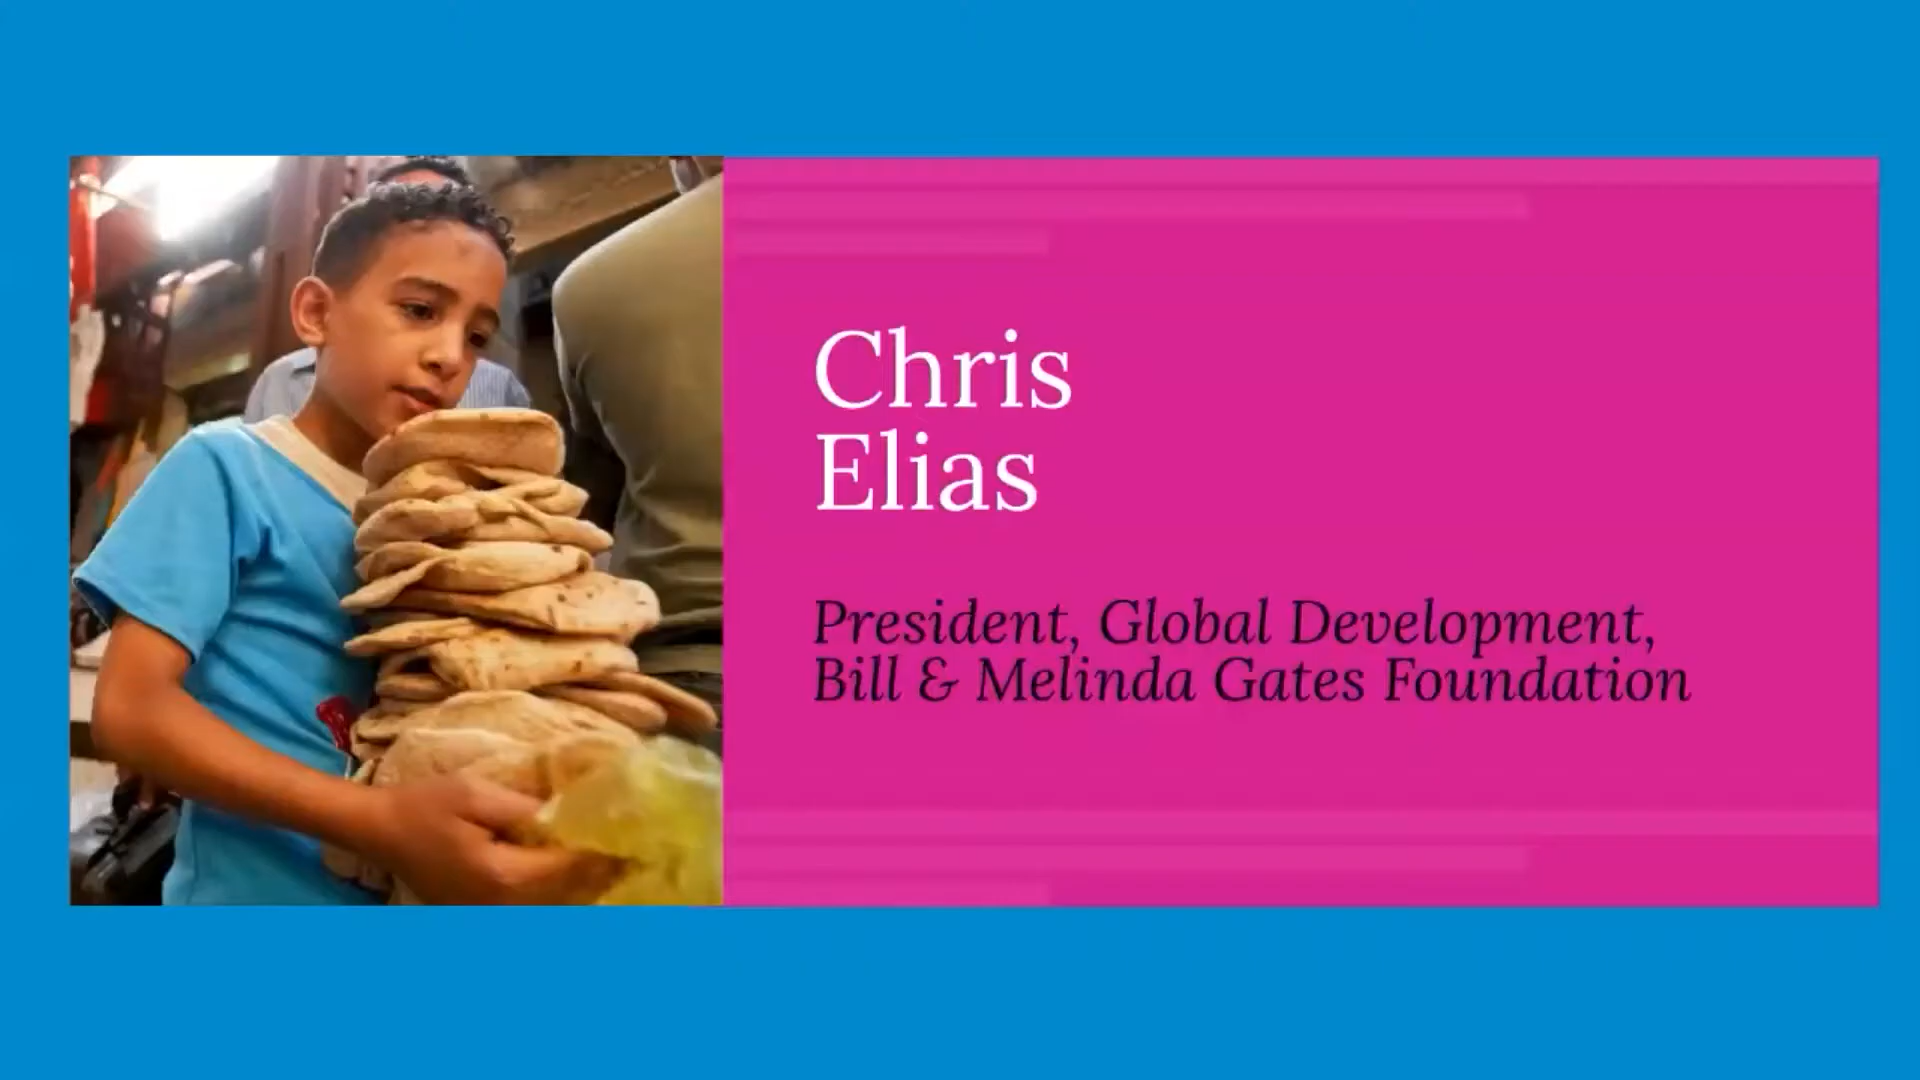 Chris
Elias
President, Global Development,
Bill & Melinda Gates Foundation